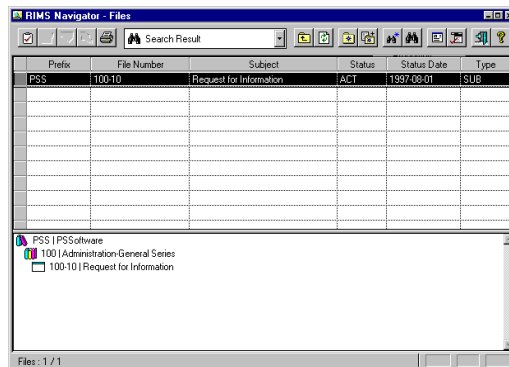 RIMS Navigator - Files
Search Result
Prefix File Number Subject Status Status Date Type
PSS 100-10 Request for Information ACT 1997-08-01 SUB
PSS | PSSoftware
100 | Administration-General Series
100-10 | Request for Information
Files : 1 / 1